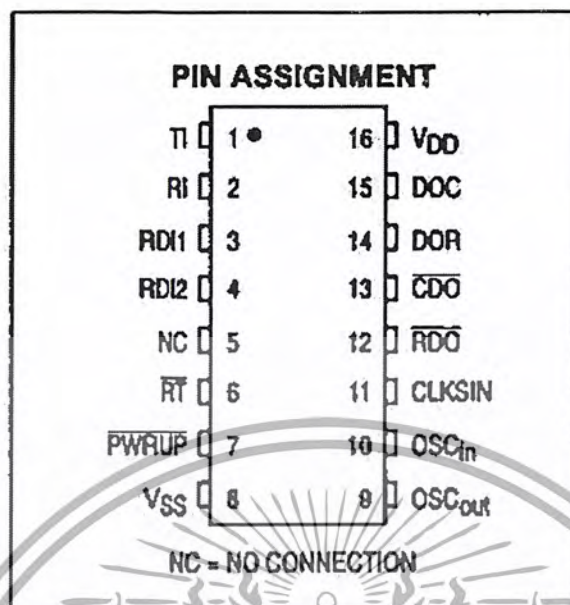 PIN ASSIGNMENT
TI 1 16 VDD
RI 2 15 DOC
RDI1 3 14 DOR
RDI2 4 13 CDO
NC 5 12 RDO
RT 6 11 CLKSIN
PWRUP 7 10 OSCin
VSS 8 9 OSCout
NC = NO CONNECTION